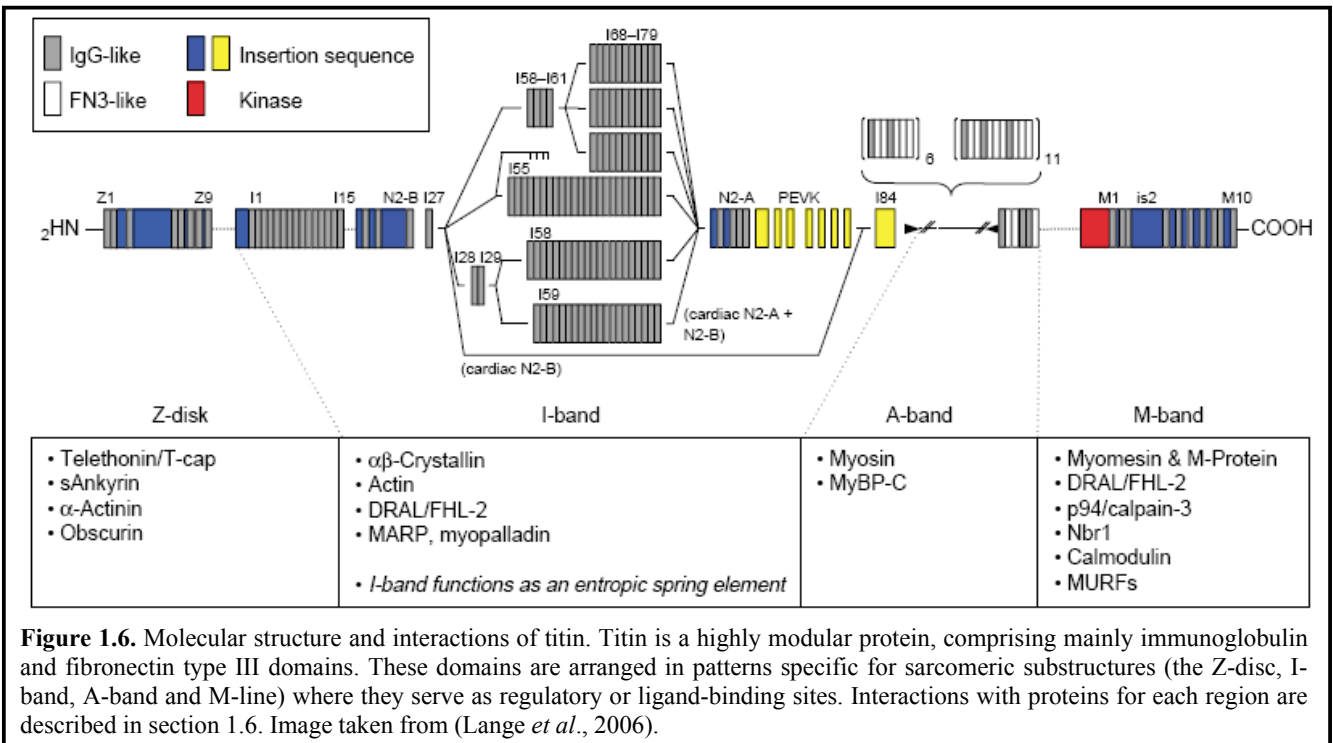 IgG-like
Insertion sequence
FN3-like
Kinase
I68–I79
I58–I61
I55
Z1
Z9
I1
I15
N2-B
I27
N2-A
PEVK
I84
6
11
M1
is2
M10
₂HN
COOH
I58
I28 I29
I59
(cardiac N2-A +
N2-B)
(cardiac N2-B)
Z-disk
I-band
A-band
M-band
• Telethonin/T-cap
• sAnkyrin
• α-Actinin
• Obscurin
• αβ-Crystallin
• Actin
• DRAL/FHL-2
• MARP, myopalladin
• I-band functions as an entropic spring element
• Myosin
• MyBP-C
• Myomesin & M-Protein
• DRAL/FHL-2
• p94/calpain-3
• Nbr1
• Calmodulin
• MURFs
Figure 1.6. Molecular structure and interactions of titin. Titin is a highly modular protein, comprising mainly immunoglobulin
and fibronectin type III domains. These domains are arranged in patterns specific for sarcomeric substructures (the Z-disc, I-
band, A-band and M-line) where they serve as regulatory or ligand-binding sites. Interactions with proteins for each region are
described in section 1.6. Image taken from (Lange et al., 2006).